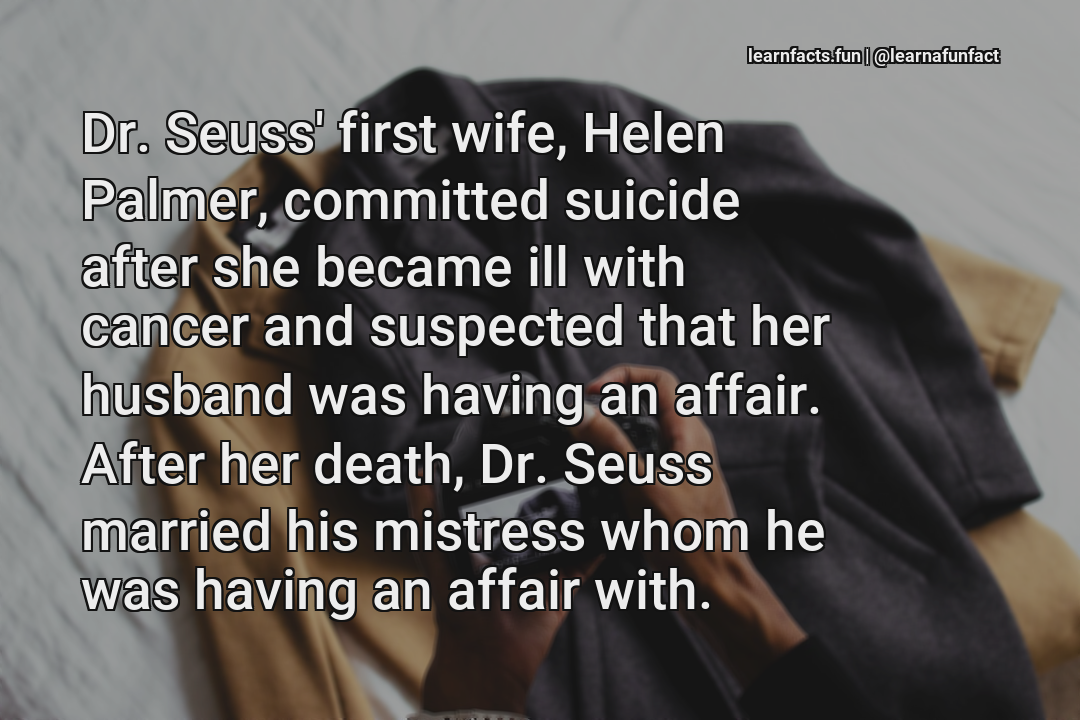 learnfacts.fun | @learnafunfact
Dr. Seuss' first wife, Helen
Palmer, committed suicide
after she became ill with
cancer and suspected that her
husband was having an affair.
After her death, Dr. Seuss
married his mistress whom he
was having an affair with.